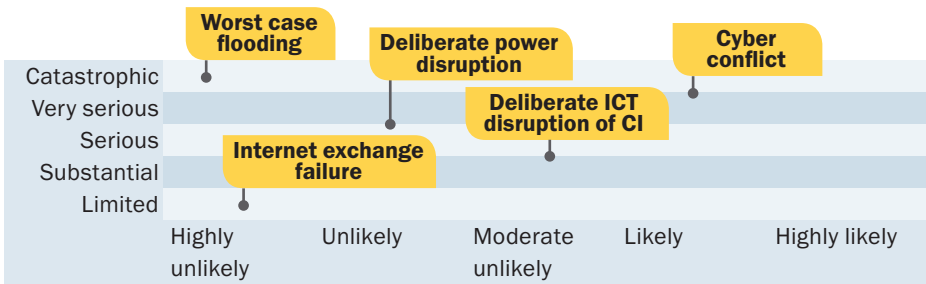 Worst case
flooding
Deliberate power
disruption
Cyber
conflict
Catastrophic
Very serious
Deliberate ICT
disruption of CI
Serious
Internet exchange
failure
Substantial
Limited
Highly
unlikely
Unlikely
Moderate
unlikely
Likely
Highly likely